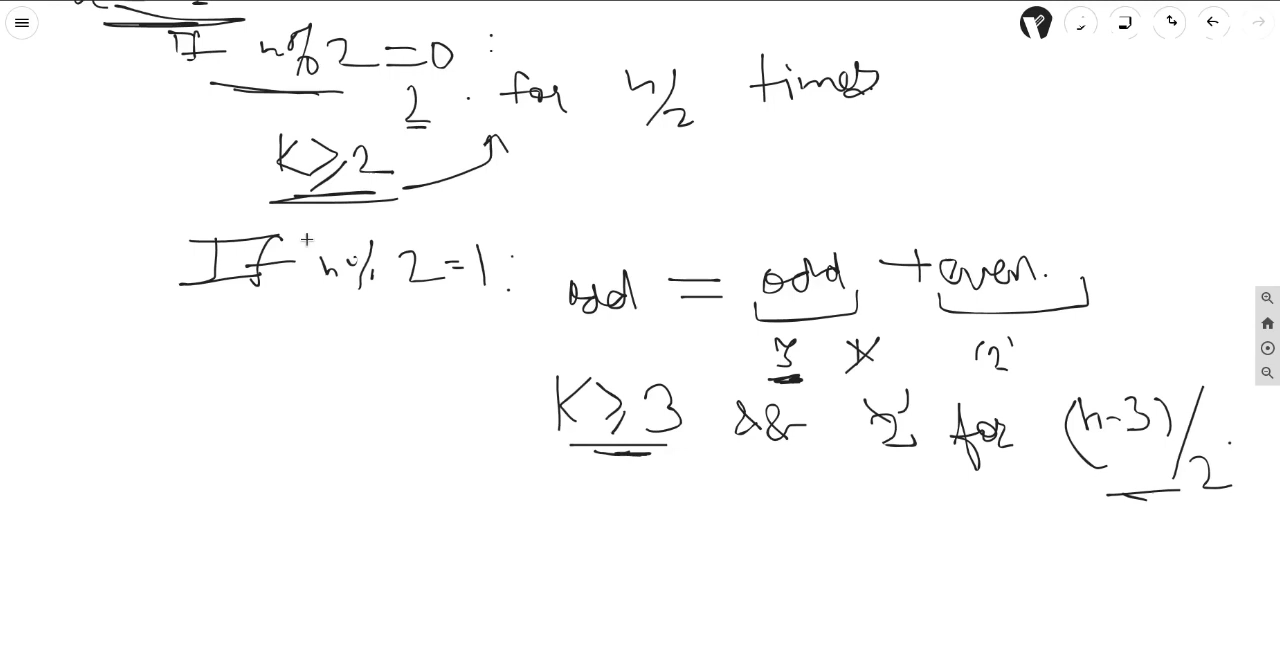 If n%2=0 :
2 . for n/2 times
K≥2
If n% 2=1 : odd = odd + even.
3 '2'
K≥3 && '2' for (n-3)/2